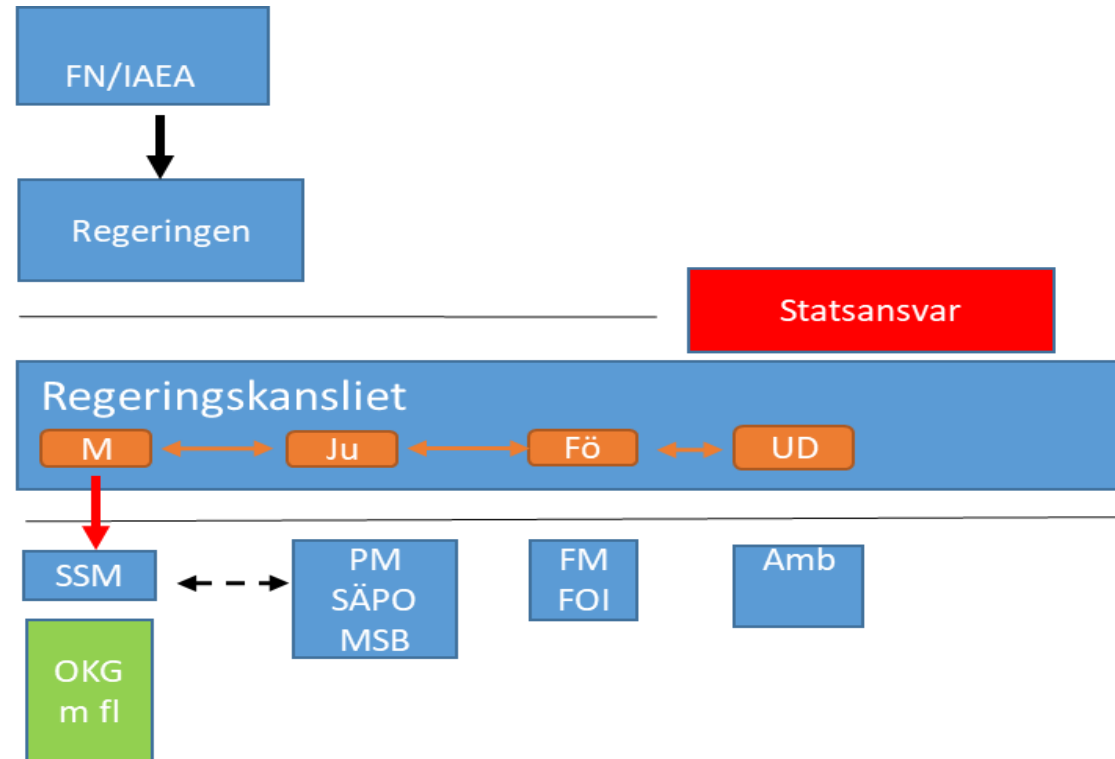 FN/IAEA
Regeringen
Statsansvar
Regeringskansliet
M
Ju
Fö
UD
SSM
PM
SÄPO
MSB
FM
FOI
Amb
OKG
m fl